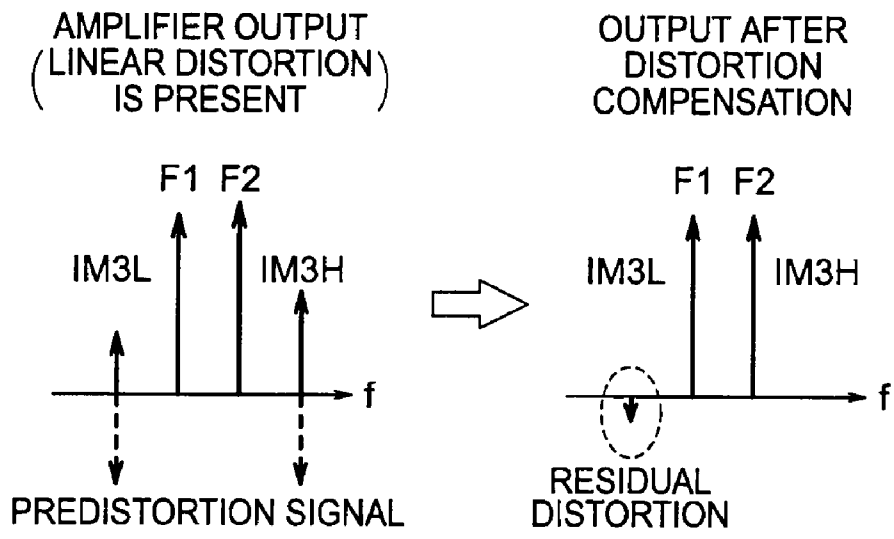 AMPLIFIER OUTPUT
(LINEAR DISTORTION
IS PRESENT)
F1 F2
IM3L IM3H
f
PREDISTORTION SIGNAL
OUTPUT AFTER
DISTORTION
COMPENSATION
F1 F2
IM3L IM3H
f
RESIDUAL
DISTORTION